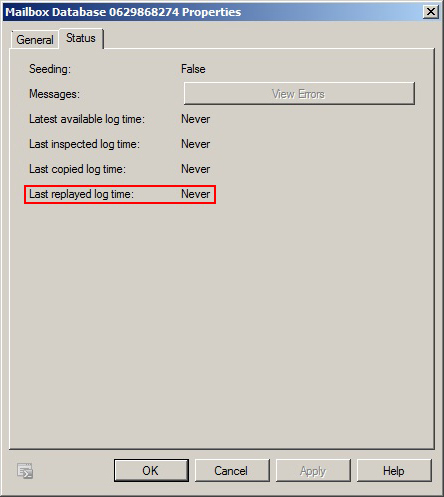 Mailbox Database 0629868274 Properties
General Status
Seeding: False
Messages: View Errors
Latest available log time: Never
Last inspected log time: Never
Last copied log time: Never
Last replayed log time: Never
OK Cancel Apply Help